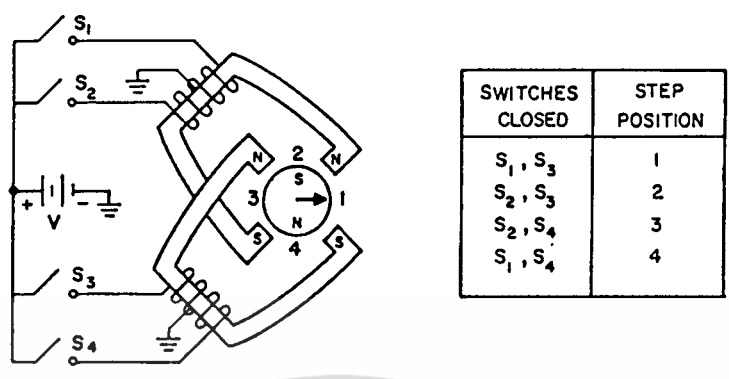 S1
S2
+ V -
S3
S4
N
N
S
S
2
S
3
1
N
4
SWITCHES CLOSED
STEP POSITION
S1, S3 1
S2, S3 2
S2, S4 3
S1, S4 4